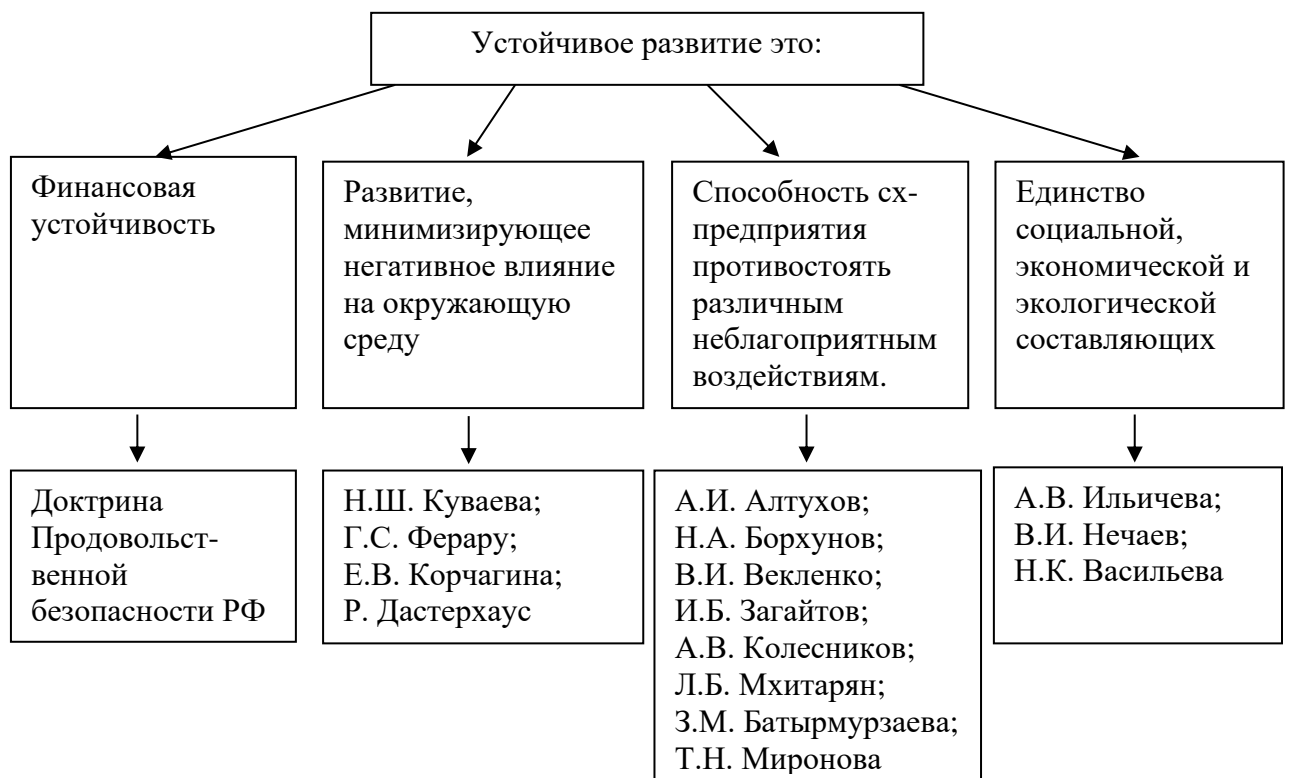 Устойчивое развитие это:
Финансовая
устойчивость
Развитие,
минимизирующее
негативное влияние
на окружающую
среду
Способность сх-
предприятия
противостоять
различным
неблагоприятным
воздействиям.
Единство
социальной,
экономической и
экологической
составляющих
Доктрина
Продовольст-
венной
безопасности РФ
Н.Ш. Куваева;
Г.С. Ферару;
Е.В. Корчагина;
Р. Дастерхаус
А.И. Алтухов;
Н.А. Борхунов;
В.И. Векленко;
И.Б. Загайтов;
А.В. Колесников;
Л.Б. Мхитарян;
З.М. Батырмурзаева;
Т.Н. Миронова
А.В. Ильичева;
В.И. Нечаев;
Н.К. Васильева